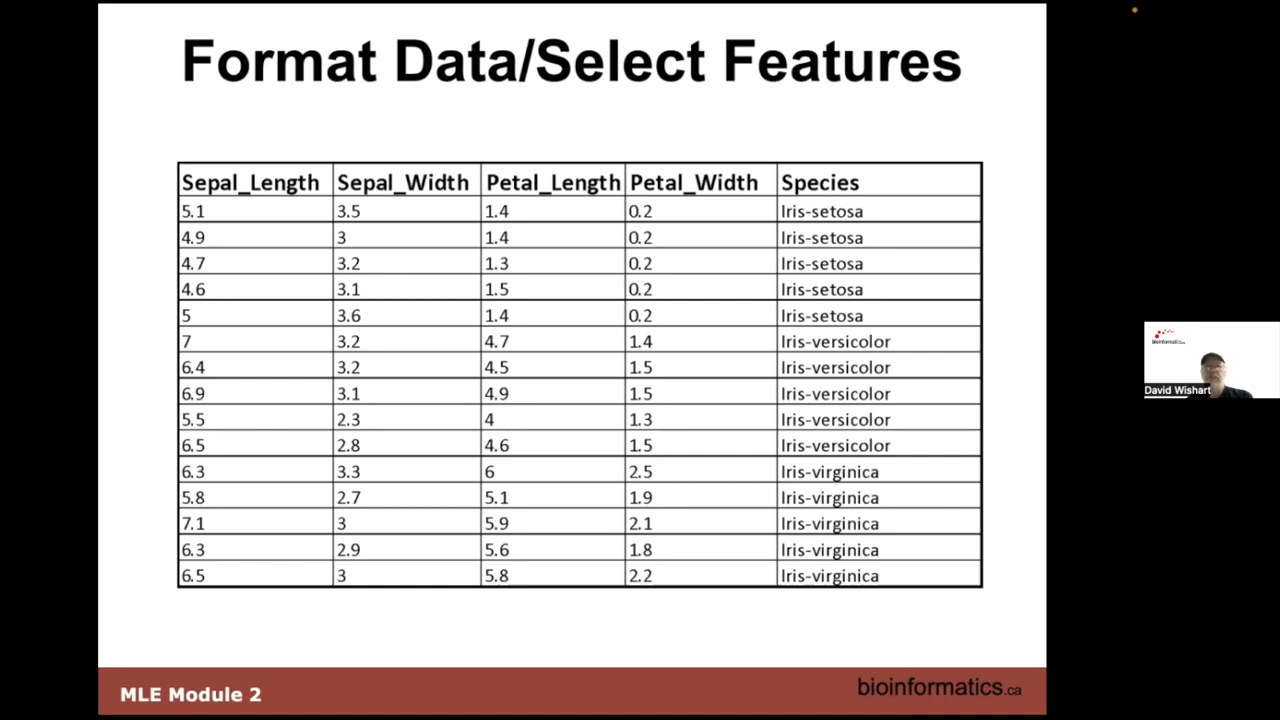 Format Data/Select Features
Sepal_Length Sepal_Width Petal_Length Petal_Width Species
5.1 3.5 1.4 0.2 Iris-setosa
4.9 3 1.4 0.2 Iris-setosa
4.7 3.2 1.3 0.2 Iris-setosa
4.6 3.1 1.5 0.2 Iris-setosa
5 3.6 1.4 0.2 Iris-setosa
7 3.2 4.7 1.4 Iris-versicolor
6.4 3.2 4.5 1.5 Iris-versicolor
6.9 3.1 4.9 1.5 Iris-versicolor
5.5 2.3 4 1.3 Iris-versicolor
6.5 2.8 4.6 1.5 Iris-versicolor
6.3 3.3 6 2.5 Iris-virginica
5.8 2.7 5.1 1.9 Iris-virginica
7.1 3 5.9 2.1 Iris-virginica
6.3 2.9 5.6 1.8 Iris-virginica
6.5 3 5.8 2.2 Iris-virginica
MLE Module 2
bioinformatics.ca
David Wishart